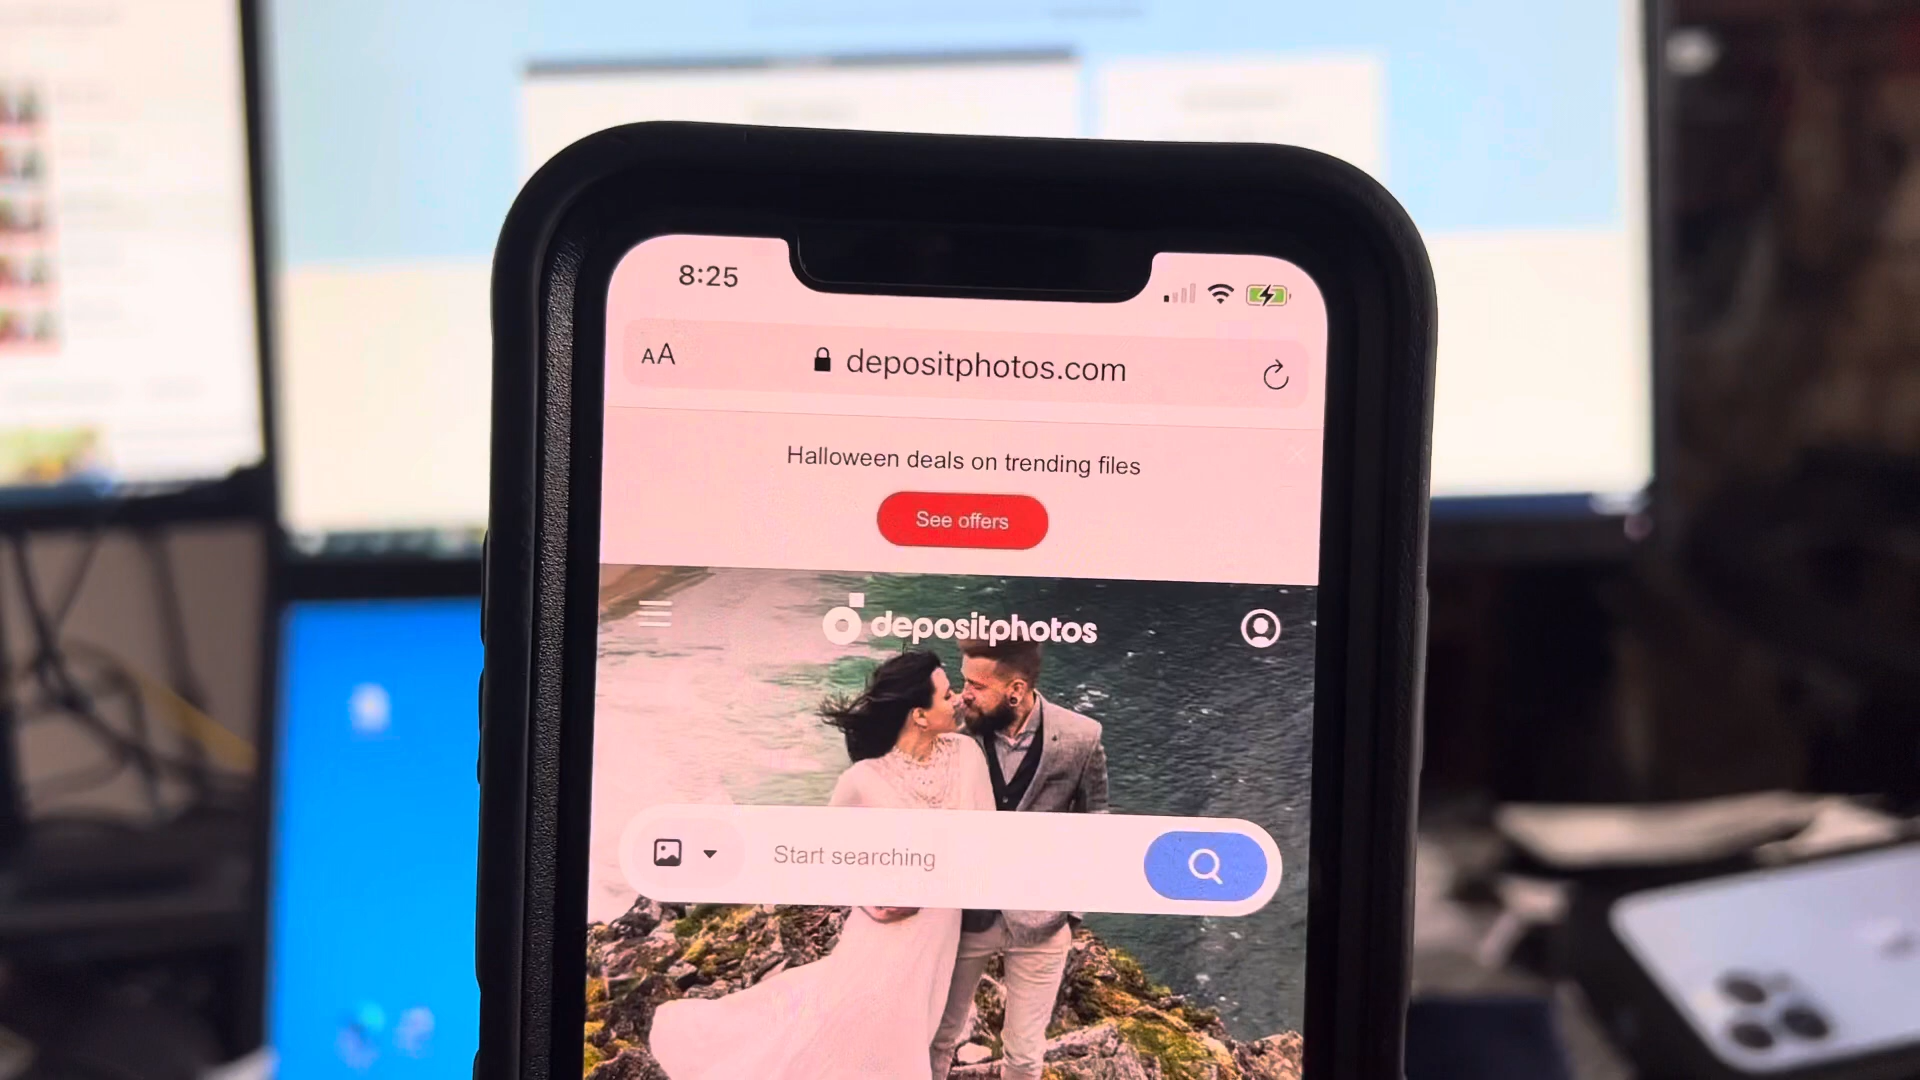 8:25
AA depositphotos.com
Halloween deals on trending files
See offers
depositphotos
Start searching